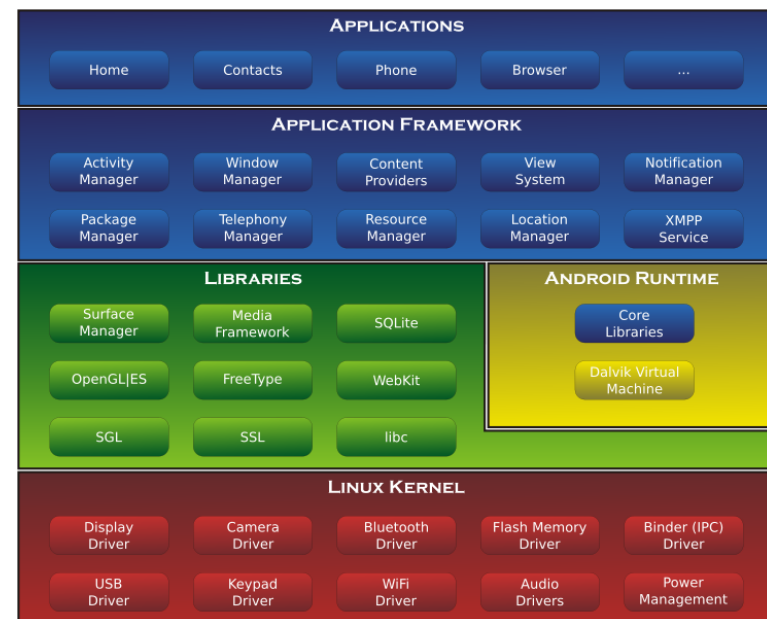 APPLICATIONS
Home
Contacts
Phone
Browser
...
APPLICATION FRAMEWORK
Activity
Manager
Window
Manager
Content
Providers
View
System
Notification
Manager
Package
Manager
Telephony
Manager
Resource
Manager
Location
Manager
XMPP
Service
LIBRARIES
Surface
Manager
Media
Framework
SQLite
OpenGL|ES
FreeType
WebKit
SGL
SSL
libc
ANDROID RUNTIME
Core
Libraries
Dalvik Virtual
Machine
LINUX KERNEL
Display
Driver
Camera
Driver
Bluetooth
Driver
Flash Memory
Driver
Binder (IPC)
Driver
USB
Driver
Keypad
Driver
WiFi
Driver
Audio
Drivers
Power
Management